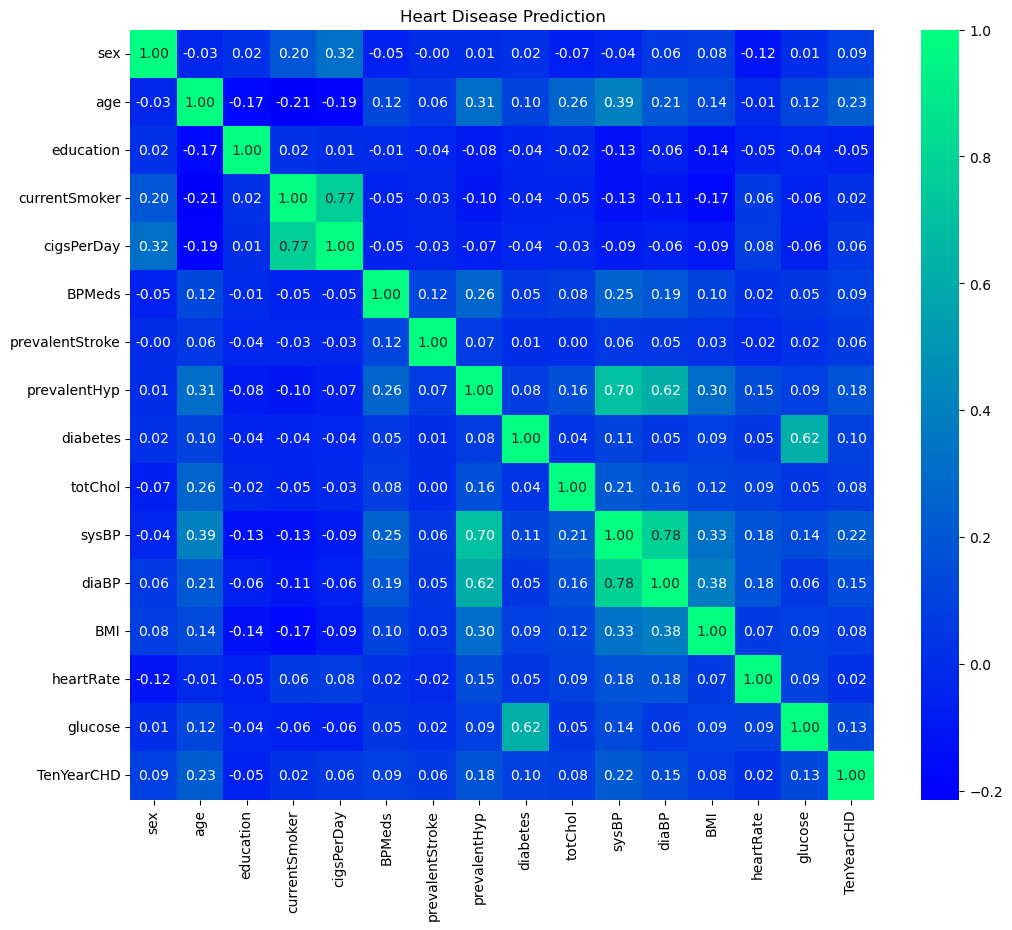 Heart Disease Prediction
sex 1.00 -0.03 0.02 0.20 0.32 -0.05 -0.00 0.01 0.02 -0.07 -0.04 0.06 0.08 -0.12 0.01 0.09
age -0.03 1.00 -0.17 -0.21 -0.19 0.12 0.06 0.31 0.10 0.26 0.39 0.21 0.14 -0.01 0.12 0.23
education 0.02 -0.17 1.00 0.02 0.01 -0.01 -0.04 -0.08 -0.04 -0.02 -0.13 -0.06 -0.14 -0.05 -0.04 -0.05
currentSmoker 0.20 -0.21 0.02 1.00 0.77 -0.05 -0.03 -0.10 -0.04 -0.05 -0.13 -0.11 -0.17 0.06 -0.06 0.02
cigsPerDay 0.32 -0.19 0.01 0.77 1.00 -0.05 -0.03 -0.07 -0.04 -0.03 -0.09 -0.06 -0.09 0.08 -0.06 0.06
BPMeds -0.05 0.12 -0.01 -0.05 -0.05 1.00 0.12 0.26 0.05 0.08 0.25 0.19 0.10 0.02 0.05 0.09
prevalentStroke -0.00 0.06 -0.04 -0.03 -0.03 0.12 1.00 0.07 0.01 0.00 0.06 0.05 0.03 -0.02 0.02 0.06
prevalentHyp 0.01 0.31 -0.08 -0.10 -0.07 0.26 0.07 1.00 0.08 0.16 0.70 0.62 0.30 0.15 0.09 0.18
diabetes 0.02 0.10 -0.04 -0.04 -0.04 0.05 0.01 0.08 1.00 0.04 0.11 0.05 0.09 0.05 0.62 0.10
totChol -0.07 0.26 -0.02 -0.05 -0.03 0.08 0.00 0.16 0.04 1.00 0.21 0.16 0.12 0.09 0.05 0.08
sysBP -0.04 0.39 -0.13 -0.13 -0.09 0.25 0.06 0.70 0.11 0.21 1.00 0.78 0.33 0.18 0.14 0.22
diaBP 0.06 0.21 -0.06 -0.11 -0.06 0.19 0.05 0.62 0.05 0.16 0.78 1.00 0.38 0.18 0.06 0.15
BMI 0.08 0.14 -0.14 -0.17 -0.09 0.10 0.03 0.30 0.09 0.12 0.33 0.38 1.00 0.07 0.09 0.08
heartRate -0.12 -0.01 -0.05 0.06 0.08 0.02 -0.02 0.15 0.05 0.09 0.18 0.18 0.07 1.00 0.09 0.02
glucose 0.01 0.12 -0.04 -0.06 -0.06 0.05 0.02 0.09 0.62 0.05 0.14 0.06 0.09 0.09 1.00 0.13
TenYearCHD 0.09 0.23 -0.05 0.02 0.06 0.09 0.06 0.18 0.10 0.08 0.22 0.15 0.08 0.02 0.13 1.00
sex age education currentSmoker cigsPerDay BPMeds prevalentStroke prevalentHyp diabetes totChol sysBP diaBP BMI heartRate glucose TenYearCHD
1.0
0.8
0.6
0.4
0.2
0.0
−0.2